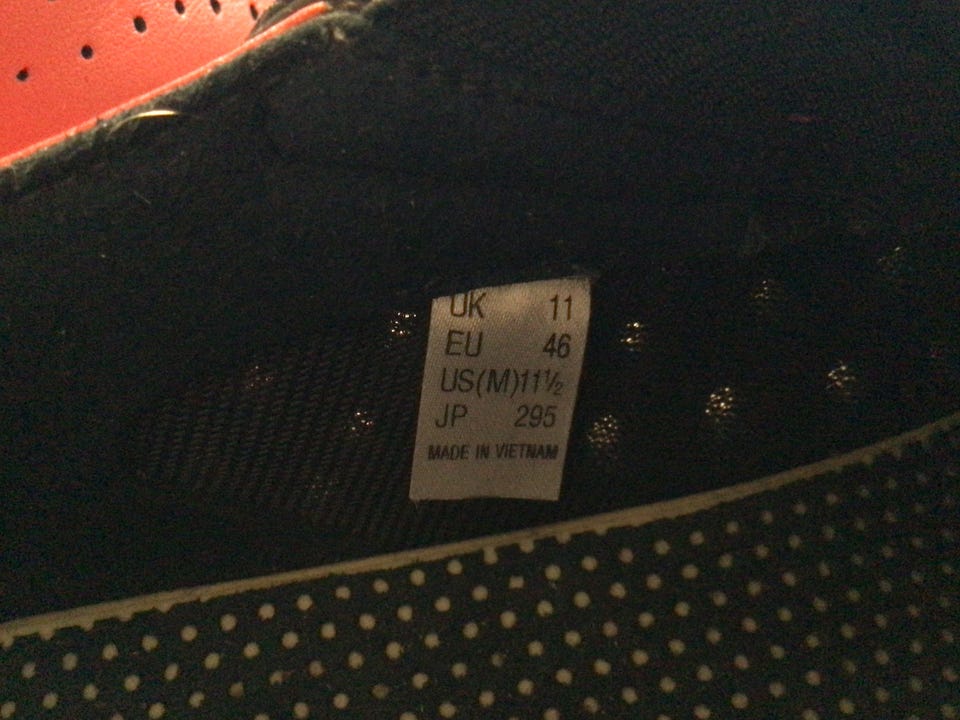 UK 11
EU 46
US(M)11½
JP 295
MADE IN VIETNAM